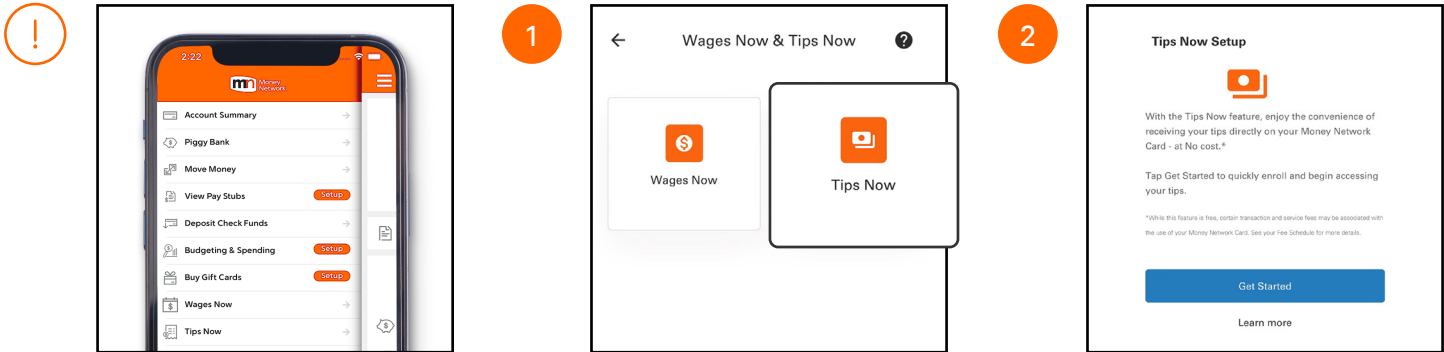 !
2:22
mn Money
Network
Account Summary
Piggy Bank
Move Money
View Pay Stubs Setup
Deposit Check Funds
Budgeting & Spending Setup
Buy Gift Cards Setup
Wages Now
Tips Now
1
Wages Now & Tips Now ?
Wages Now
Tips Now
2
Tips Now Setup
With the Tips Now feature, enjoy the convenience of
receiving your tips directly on your Money Network
Card - at No cost.*
Tap Get Started to quickly enroll and begin accessing
your tips.
*While this feature is free, certain transaction and service fees may be associated with
the use of your Money Network Card. See your Fee Schedule for more details.
Get Started
Learn more